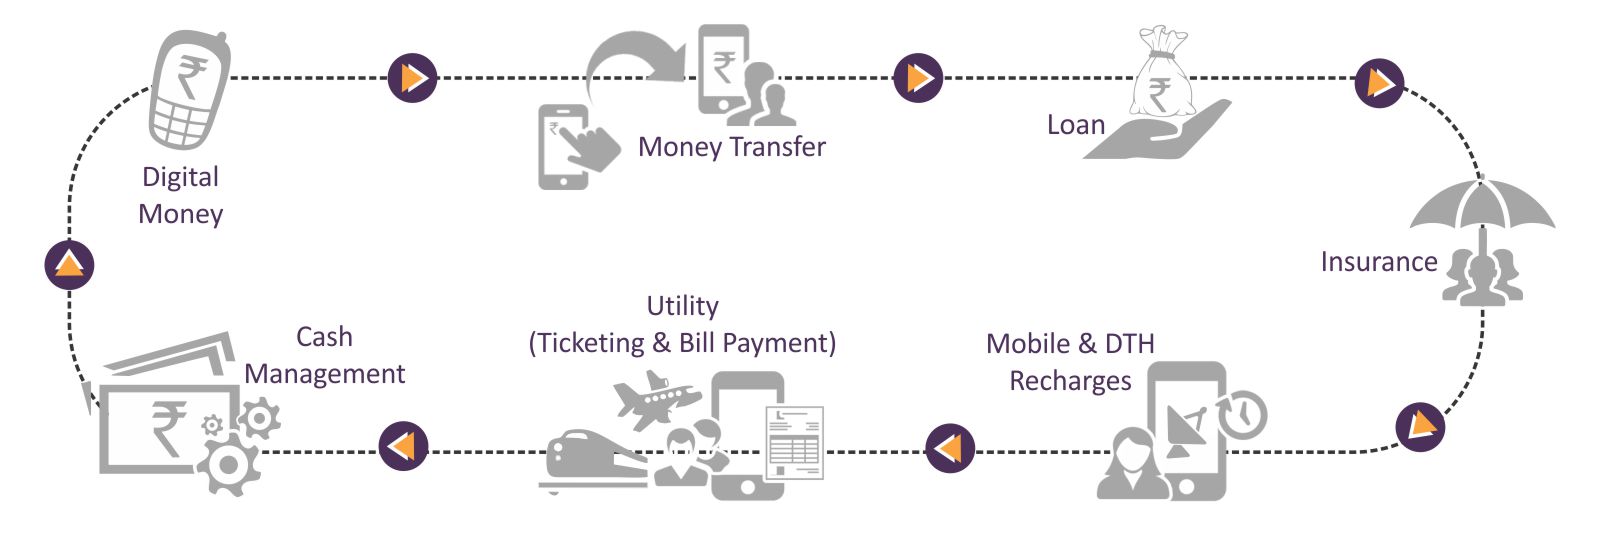 ₹
₹
₹
Money Transfer
₹
Loan
Digital
Money
Insurance
Utility
(Ticketing & Bill Payment)
Mobile & DTH
Recharges
Cash
Management
₹